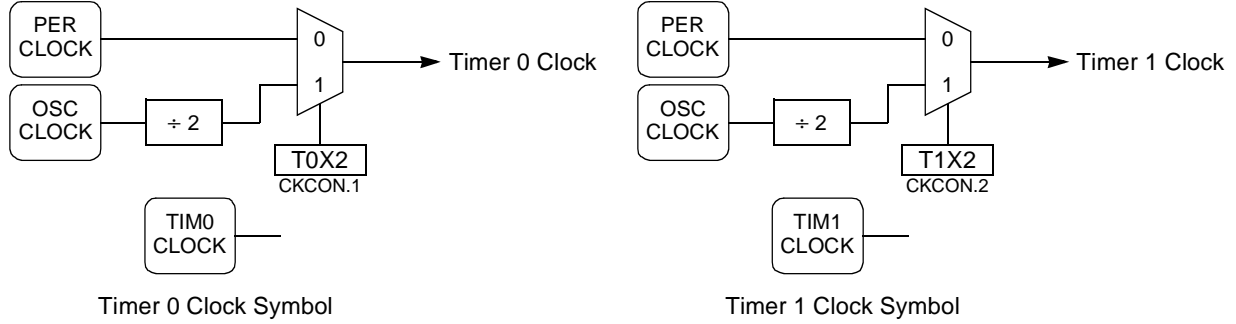 PER
CLOCK
0
Timer 0 Clock
1
OSC
CLOCK
÷ 2
T0X2
CKCON.1
TIM0
CLOCK
Timer 0 Clock Symbol
PER
CLOCK
0
Timer 1 Clock
1
OSC
CLOCK
÷ 2
T1X2
CKCON.2
TIM1
CLOCK
Timer 1 Clock Symbol